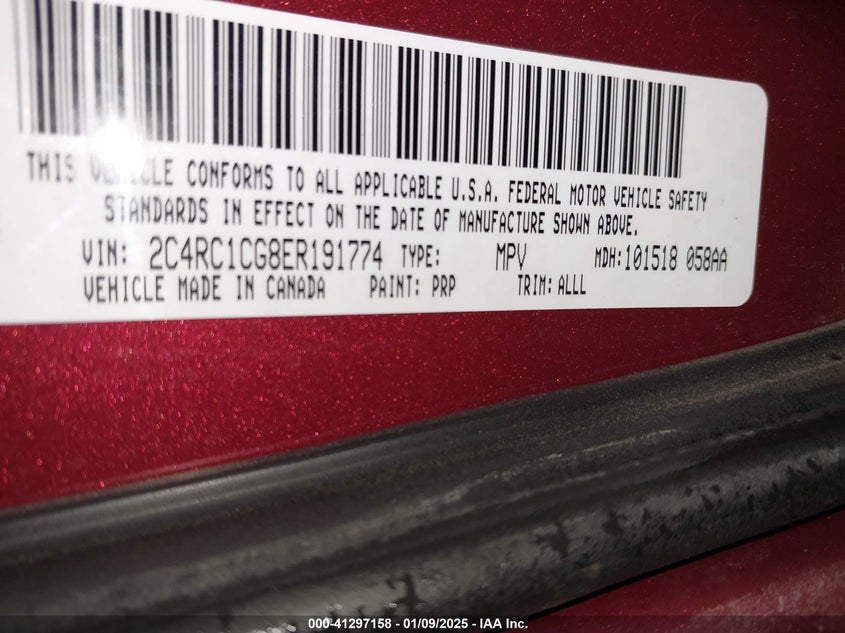 THIS VEHICLE CONFORMS TO ALL APPLICABLE U.S.A. FEDERAL MOTOR VEHICLE SAFETY
STANDARDS IN EFFECT ON THE DATE OF MANUFACTURE SHOWN ABOVE.
VIN: 2C4RC1CG8ER191774 TYPE: MPV MDH:101518 058AA
VEHICLE MADE IN CANADA PAINT: PRP TRIM: ALLL
000-41297158 - 01/09/2025 - IAA Inc.